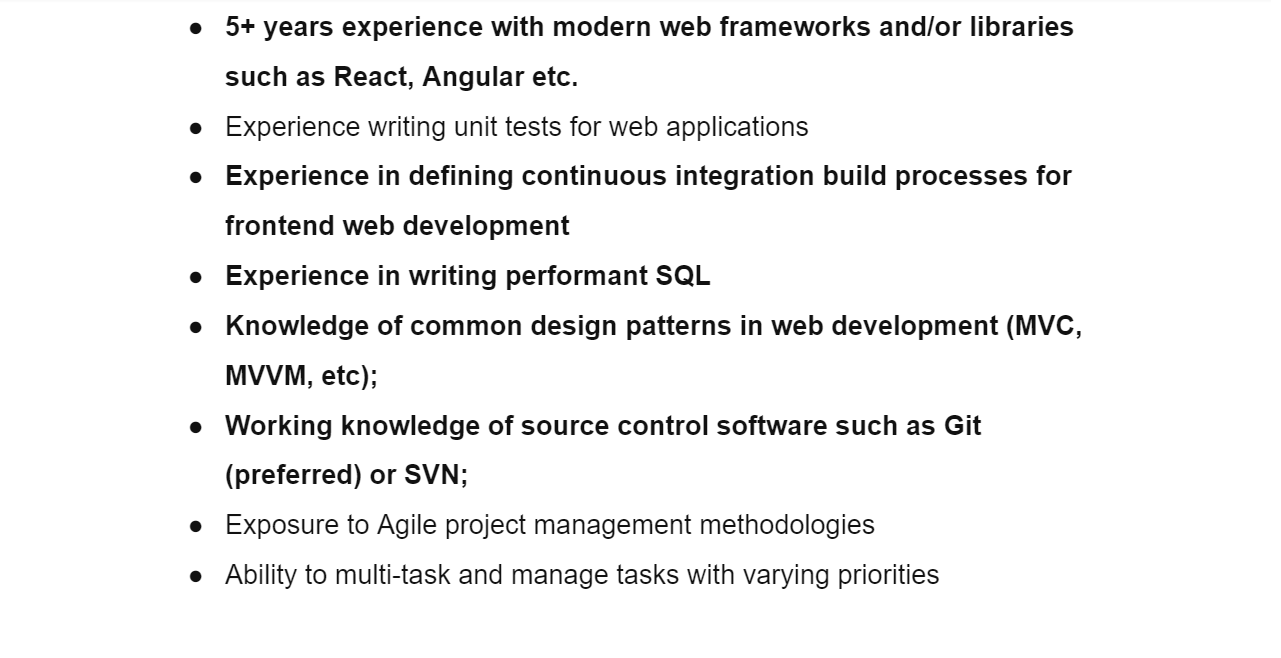 ● 5+ years experience with modern web frameworks and/or libraries
such as React, Angular etc.
● Experience writing unit tests for web applications
● Experience in defining continuous integration build processes for
frontend web development
● Experience in writing performant SQL
● Knowledge of common design patterns in web development (MVC,
MVVM, etc);
● Working knowledge of source control software such as Git
(preferred) or SVN;
● Exposure to Agile project management methodologies
● Ability to multi-task and manage tasks with varying priorities